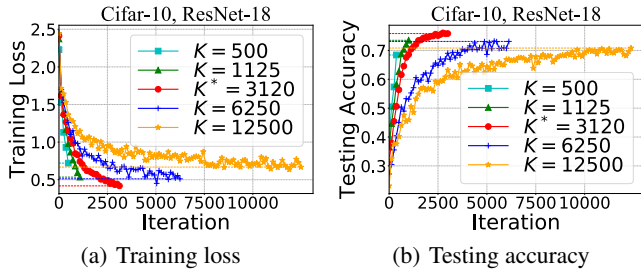 Cifar-10, ResNet-18
2.5
2.0
1.5
1.0
0.5
Training Loss
K = 500
K = 1125
K* = 3120
K = 6250
K = 12500
0 2500 5000 7500 10000
Iteration
(a) Training loss
Cifar-10, ResNet-18
0.7
0.6
0.5
0.4
0.3
Testing Accuracy
K = 500
K = 1125
K* = 3120
K = 6250
K = 12500
0 2500 5000 7500 10000
Iteration
(b) Testing accuracy